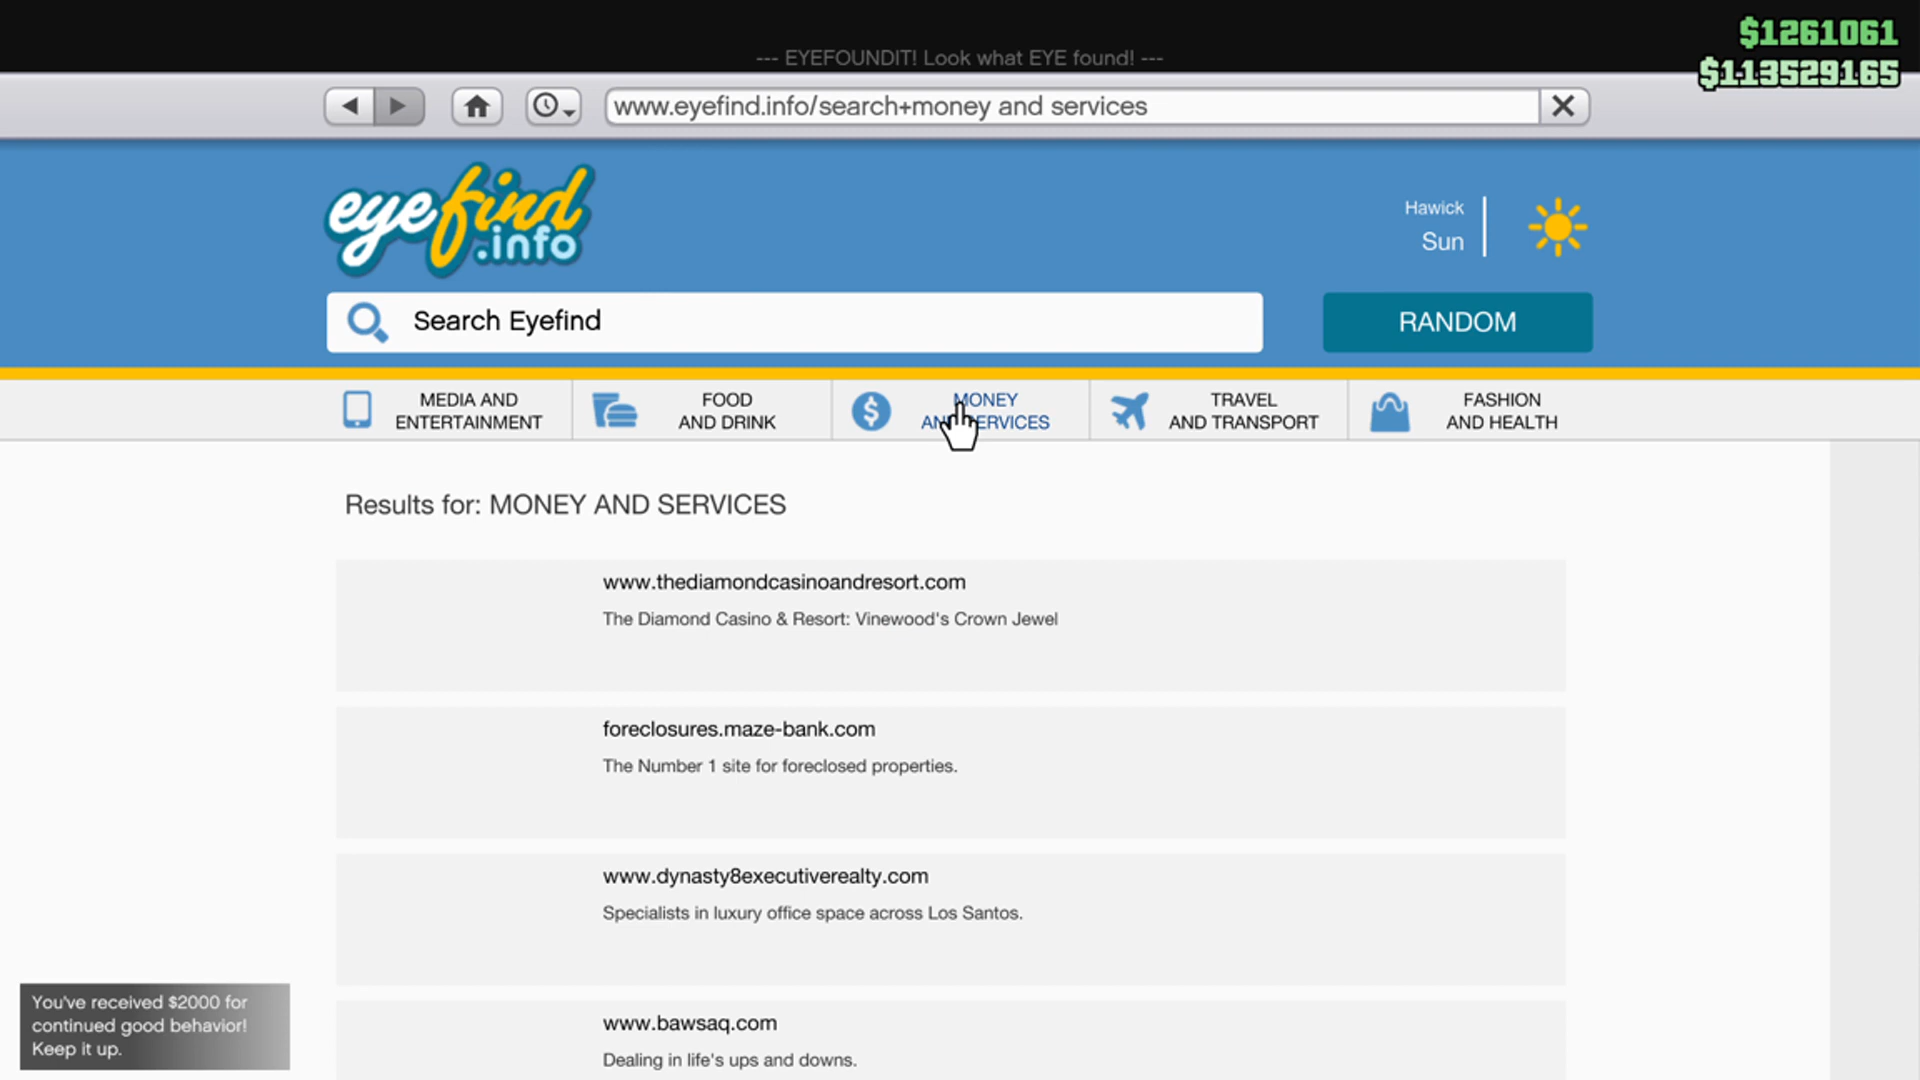 $1261061
--- EYEFOUNDIT! Look what EYE found! ---
$113529165
www.eyefind.info/search+money and services
eyefind
.info
Hawick
Sun
Search Eyefind
RANDOM
MEDIA AND
ENTERTAINMENT
FOOD
AND DRINK
MONEY
AND SERVICES
TRAVEL
AND TRANSPORT
FASHION
AND HEALTH
Results for: MONEY AND SERVICES
www.thediamondcasinoandresort.com
The Diamond Casino & Resort: Vinewood's Crown Jewel
foreclosures.maze-bank.com
The Number 1 site for foreclosed properties.
www.dynasty8executiverealty.com
Specialists in luxury office space across Los Santos.
www.bawsaq.com
Dealing in life's ups and downs.
You've received $2000 for
continued good behavior!
Keep it up.